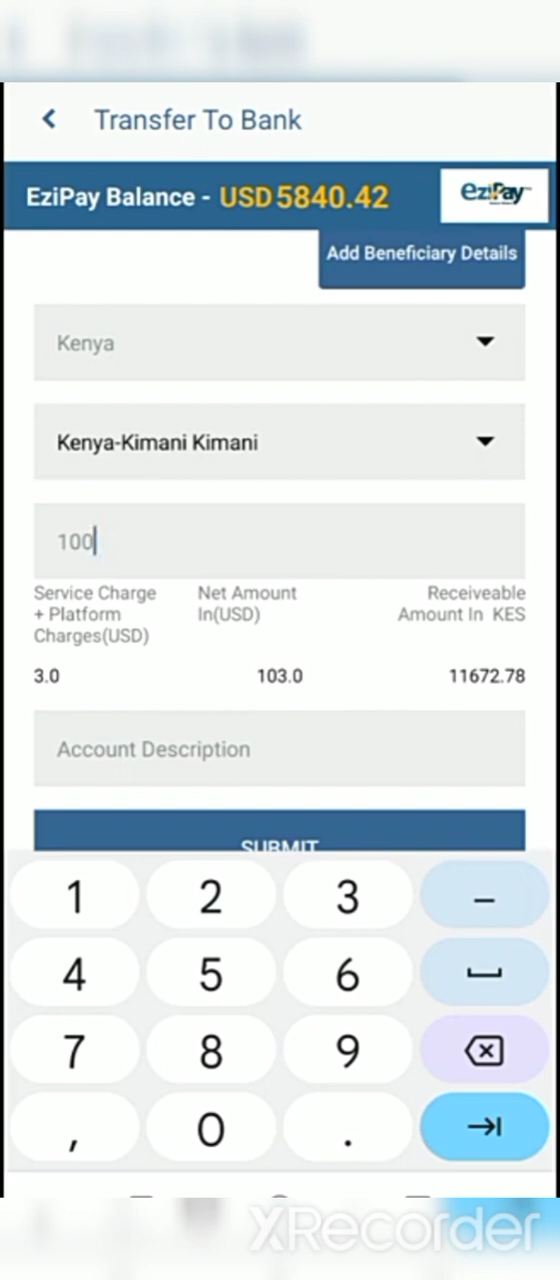 Transfer To Bank
EziPay Balance - USD 5840.42
eziPay
Add Beneficiary Details
Kenya
Kenya-Kimani Kimani
100
Service Charge + Platform Charges(USD)
Net Amount In(USD)
Receiveable Amount In KES
3.0 103.0 11672.78
Account Description
SUBMIT
1 2 3 –
4 5 6
7 8 9
, 0 .
XRecorder